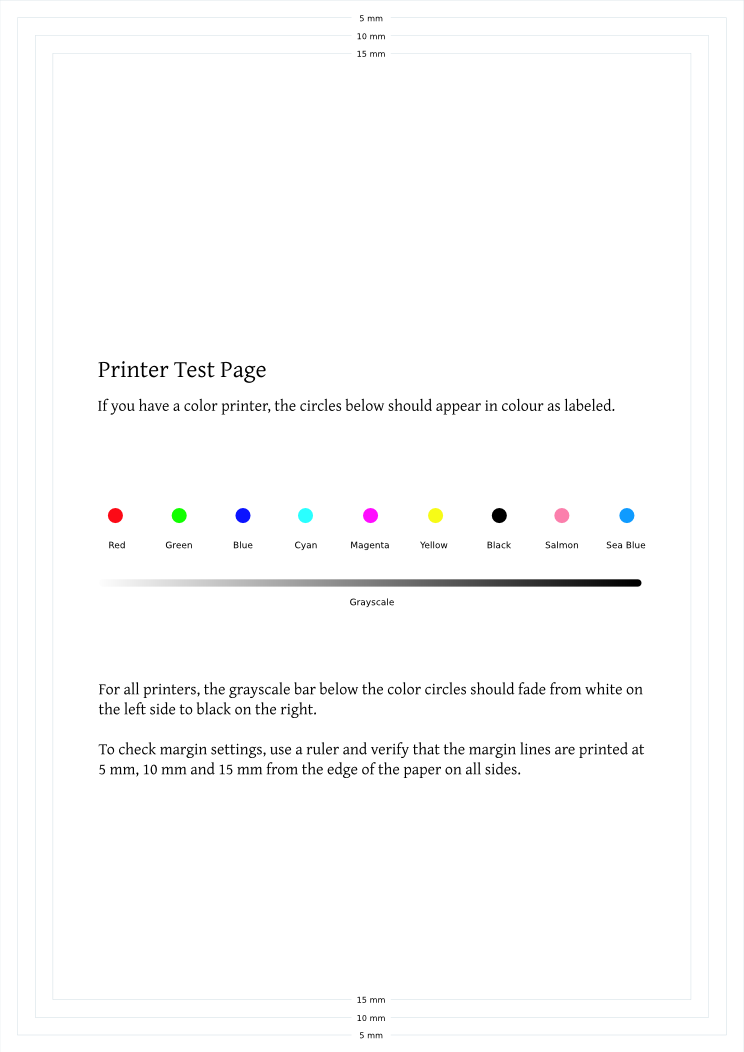 5 mm
10 mm
15 mm
Printer Test Page
If you have a color printer, the circles below should appear in colour as labeled.
Red Green Blue Cyan Magenta Yellow Black Salmon Sea Blue
Grayscale
For all printers, the grayscale bar below the color circles should fade from white on
the left side to black on the right.
To check margin settings, use a ruler and verify that the margin lines are printed at
5 mm, 10 mm and 15 mm from the edge of the paper on all sides.
15 mm
10 mm
5 mm